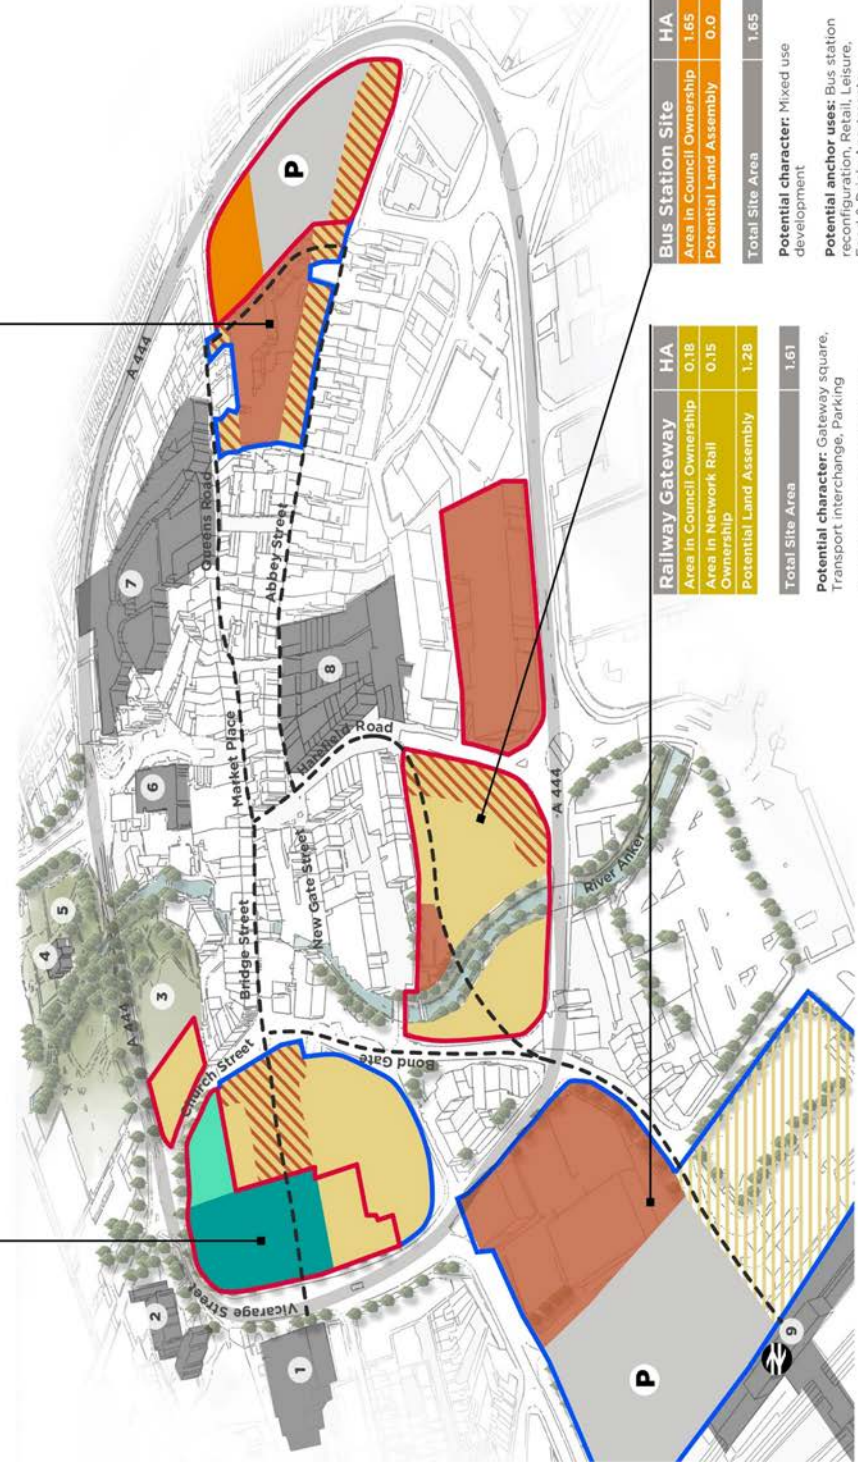 4
5
A 444
3
A 444
7
2
6
Vicarage Street
Church Street
Queens Road
Market Place
Bridge Street
Abbey Street
P
1
New Gate Street
8
Hararield Road
Bond Gate
A 444
River Anker
P
9
Railway Gateway HA
Area in Council Ownership 0.18
Area in Network Rail
Ownership 0.15
Potential Land Assembly 1.28
Total Site Area 1.61
Potential character: Gateway square,
Transport interchange, Parking
Bus Station Site HA
Area in Council Ownership 1.65
Potential Land Assembly 0.0
Total Site Area 1.65
Potential character: Mixed use
development
Potential anchor uses: Bus station
reconfiguration, Retail, Leisure,